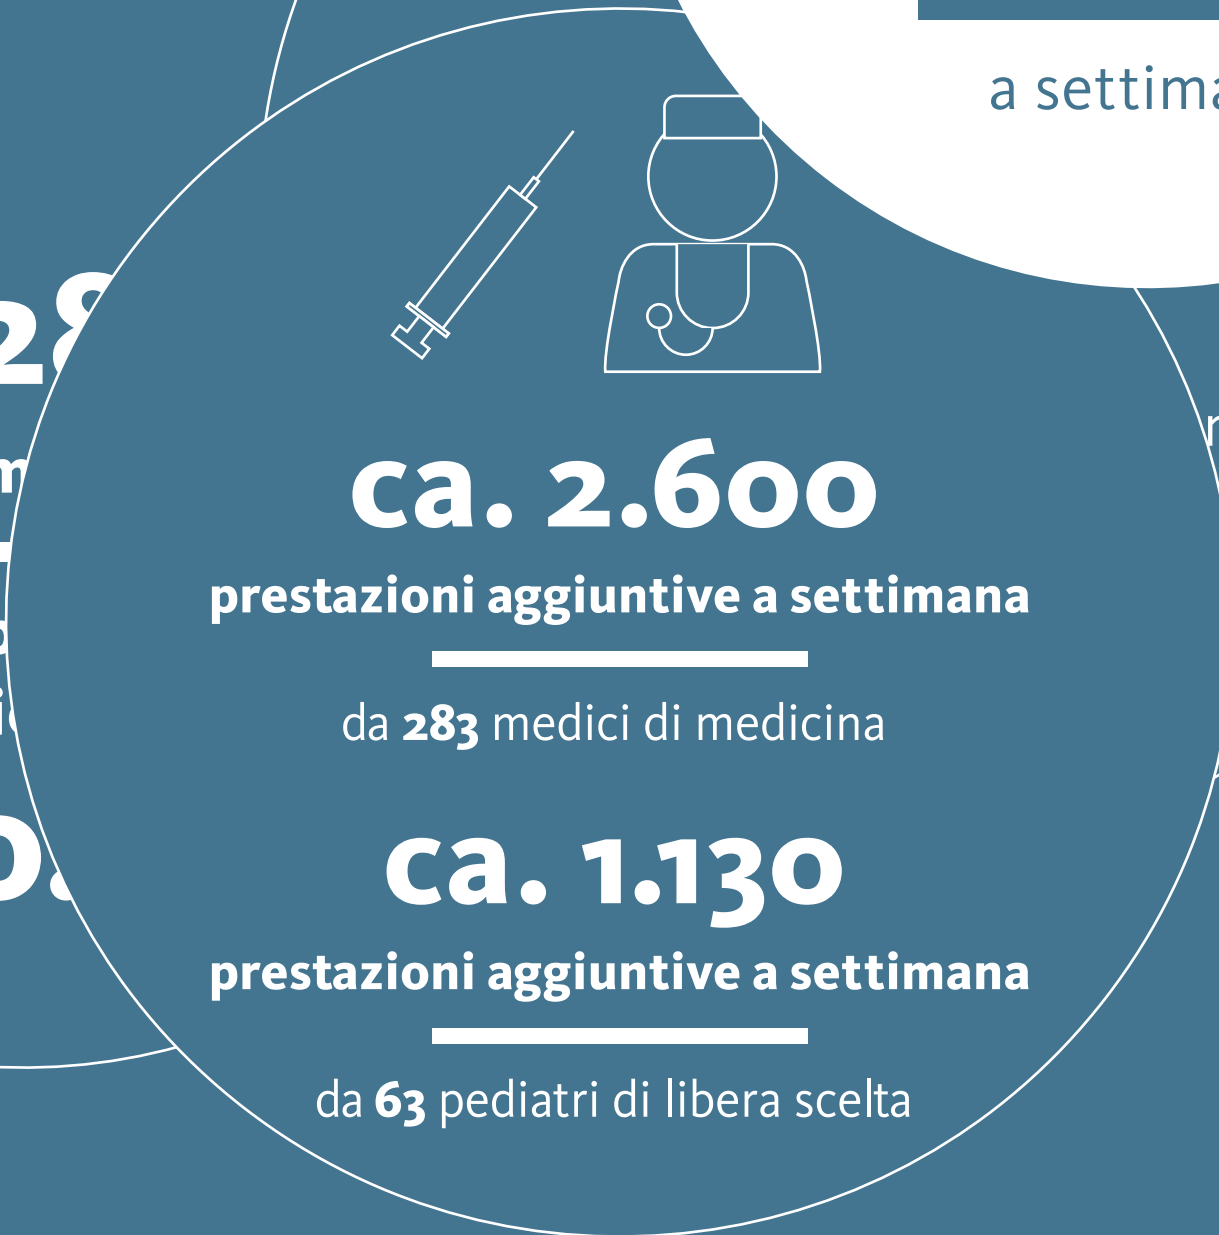 a settima
28
ca. 2.600
prestazioni aggiuntive a settimana
da 283 medici di medicina
ca. 1.130
prestazioni aggiuntive a settimana
da 63 pediatri di libera scelta